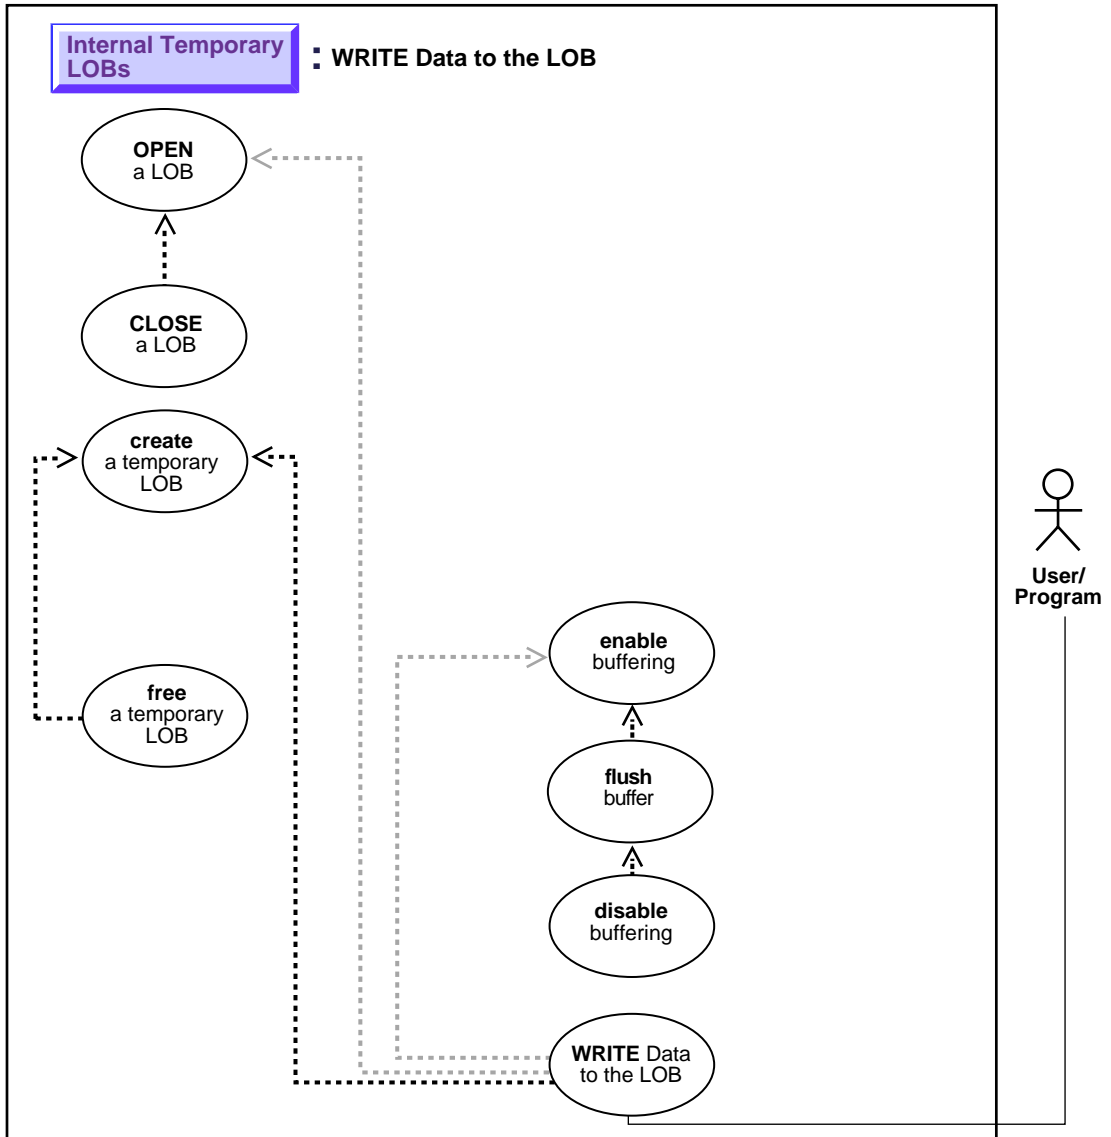 Internal Temporary
LOBs
: WRITE Data to the LOB
OPEN
a LOB
CLOSE
a LOB
create
a temporary
LOB
User/
Program
enable
buffering
free
a temporary
LOB
flush
buffer
disable
buffering
WRITE Data
to the LOB